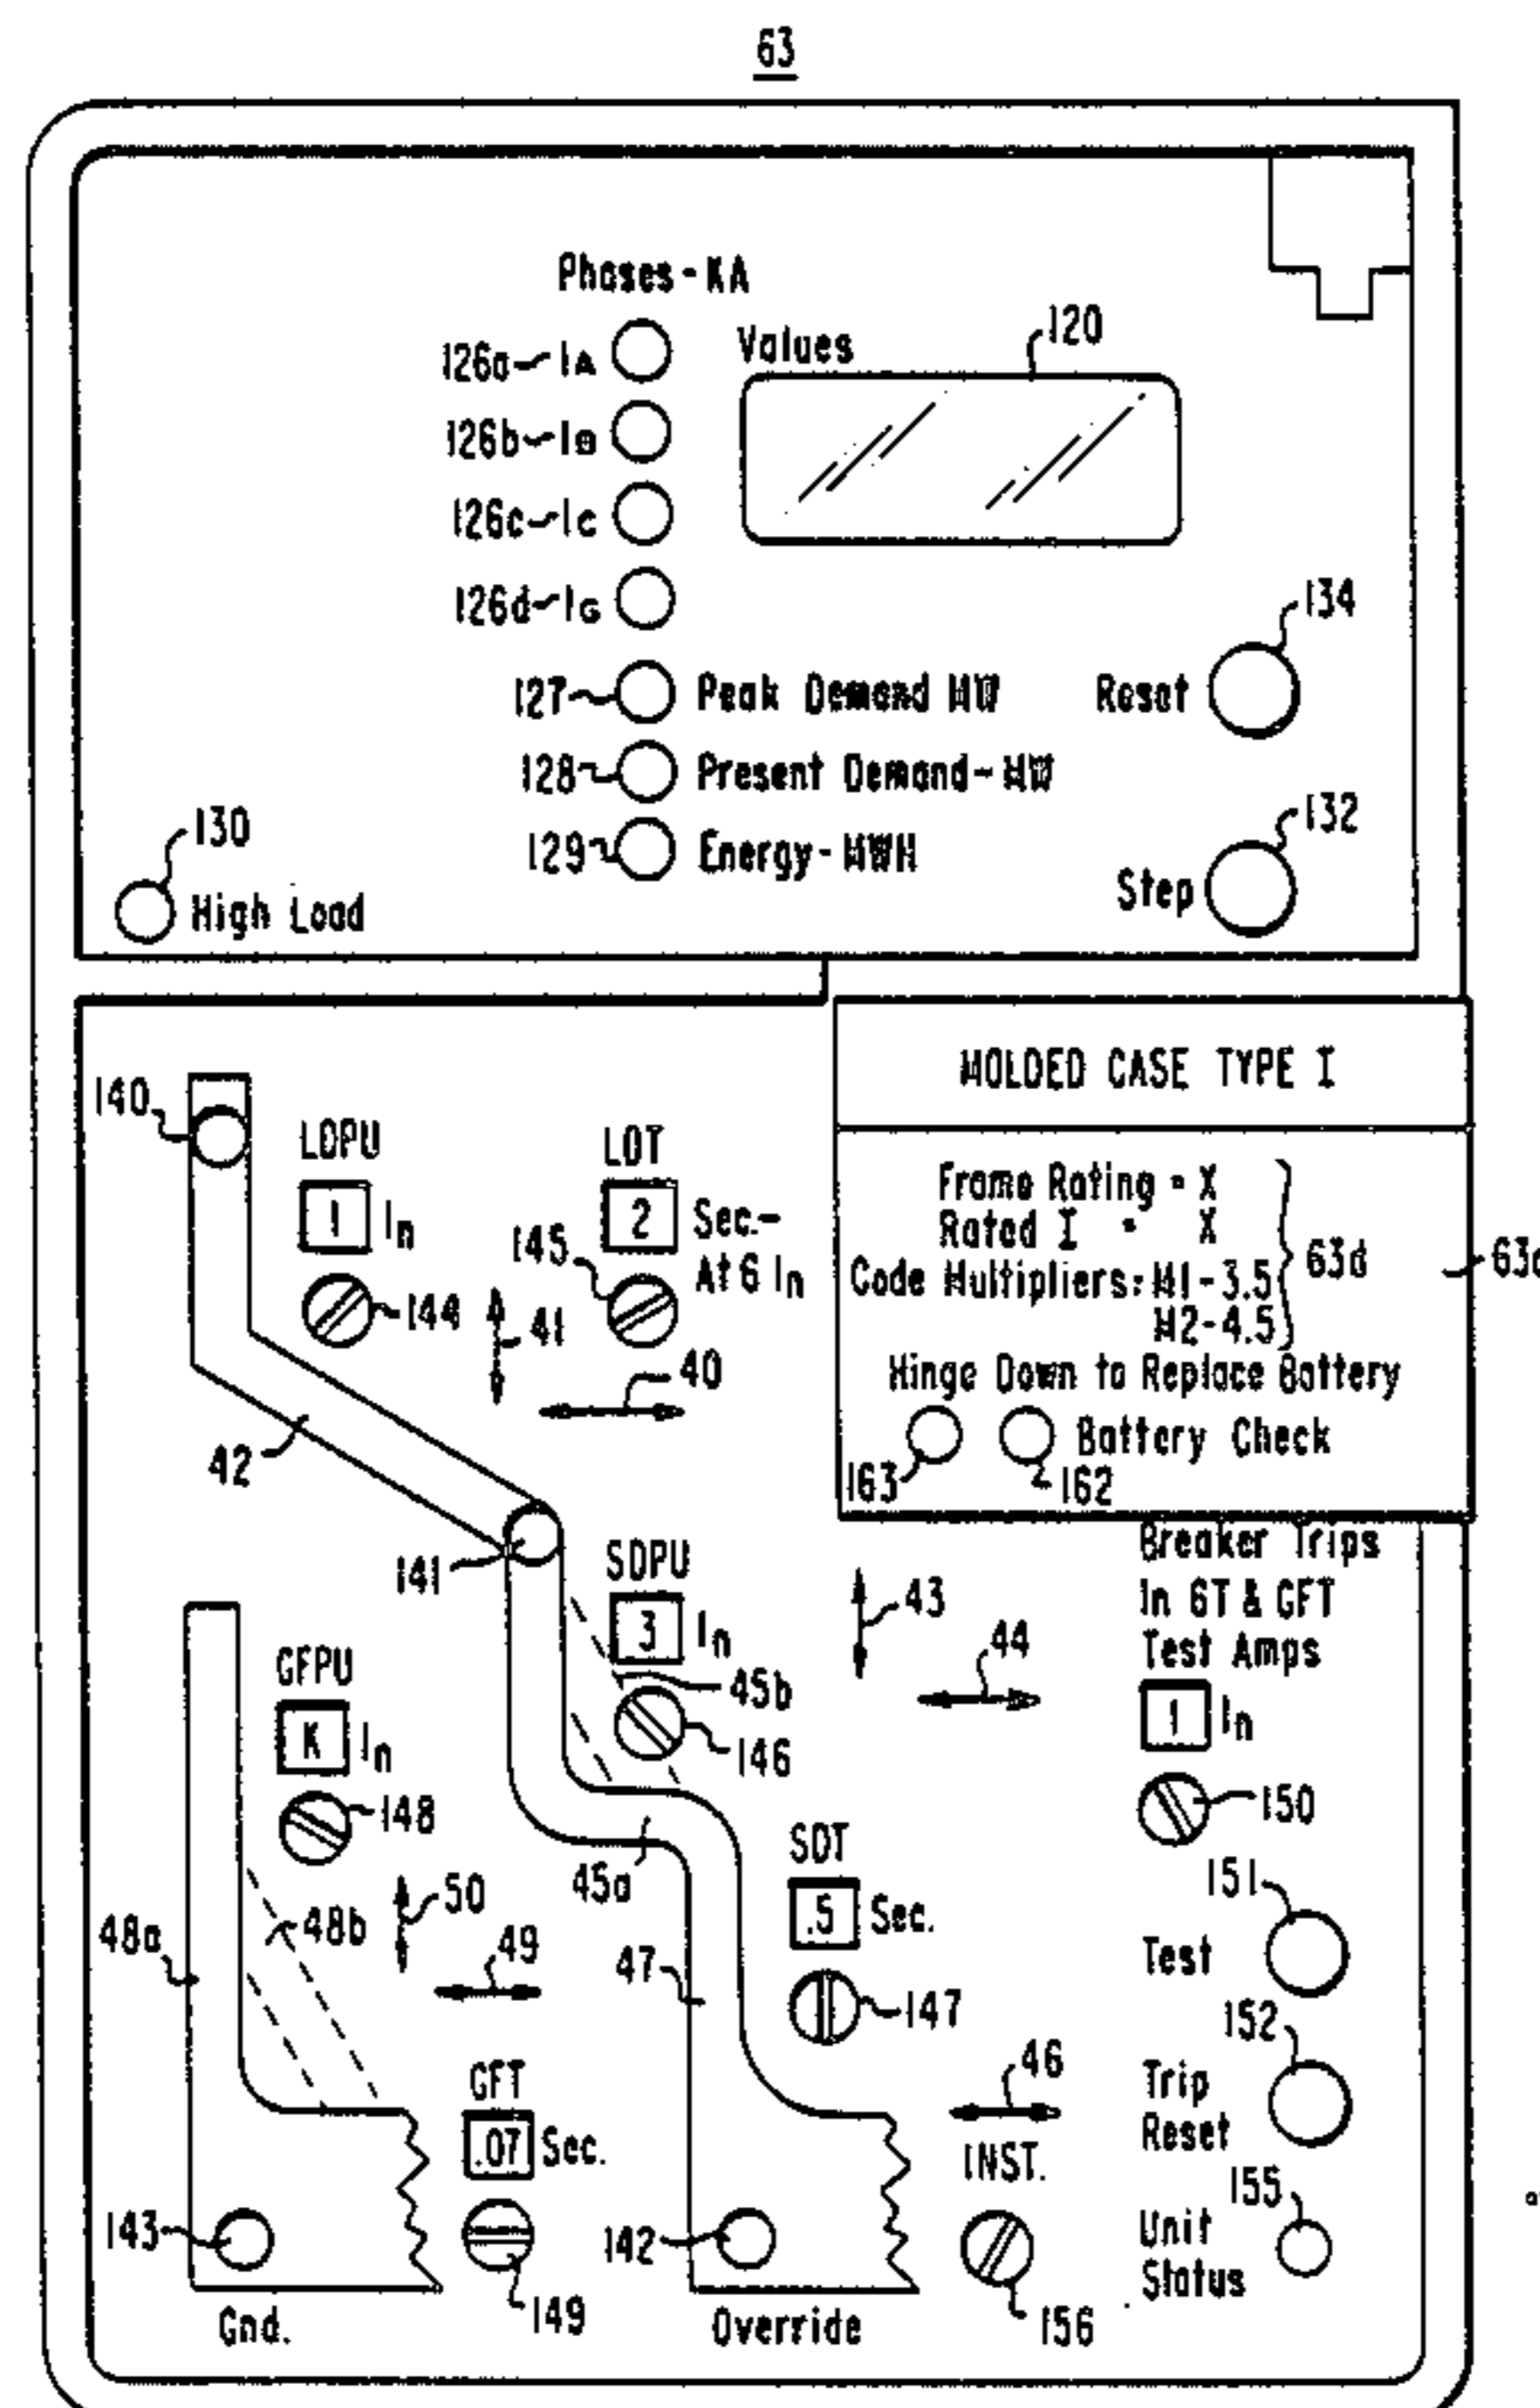 63
Phases - KA
126a IA
Values
120
126b IB
126c IC
126d IG
134
127 Peak Demand MW
Reset
128 Present Demand - MW
132
130
129 Energy - MWH
Step
High Load
MOLDED CASE TYPE I
140
LDPU
LDT
Frame Rating = X
1 In
2 Sec.-
At 6 In
Rated I = X
145
Code Multipliers: M1-3.5
63d
144
41
M2-4.5
40
Hinge Down to Replace Battery
42
Battery Check
163
162
141
SDPU
Breaker Trips
43
In 6T & GFT
3 In
44
Test Amps
GFPU
45b
K In
146
1 In
148
150
SDT
45a
151
50
48b
.5 Sec.
48a
49
47
Test
147
152
GFT
46
Trip
Reset
.07 Sec.
INST.
155
143
142
Unit
Status
149
156
Gnd.
Override